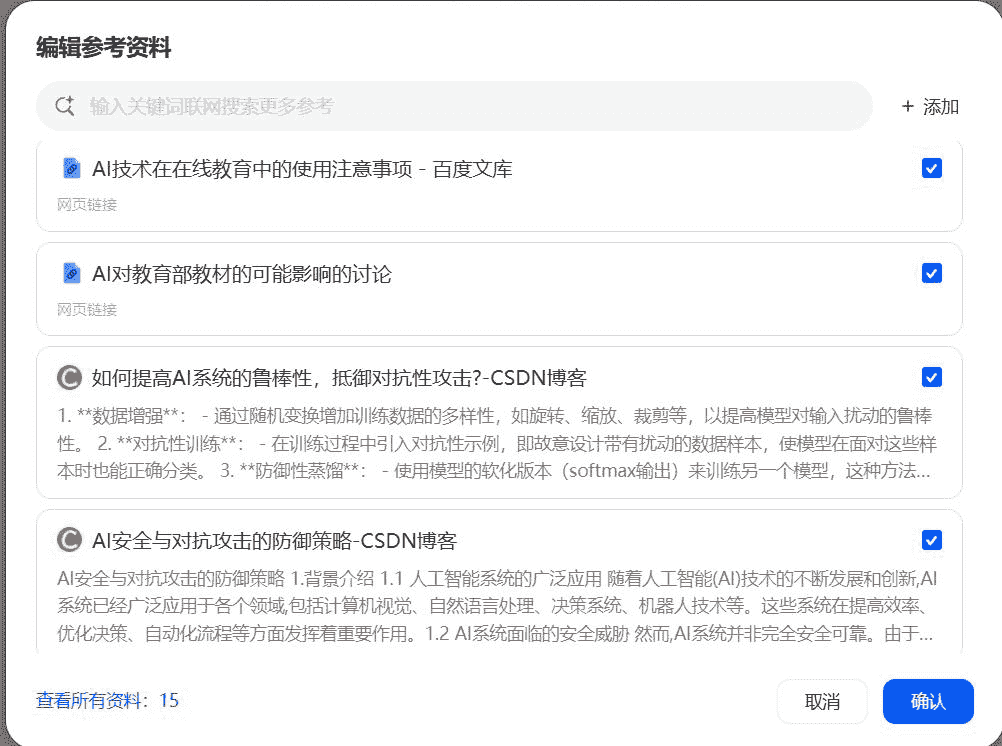 编辑参考资料
输入关键词联网搜索更多参考
+ 添加
AI技术在在线教育中的使用注意事项 - 百度文库
网页链接
AI对教育部教材的可能影响的讨论
网页链接
如何提高AI系统的鲁棒性，抵御对抗性攻击?-CSDN博客
1. **数据增强**： - 通过随机变换增加训练数据的多样性，如旋转、缩放、裁剪等，以提高模型对输入扰动的鲁棒
性。 2. **对抗性训练**： - 在训练过程中引入对抗性示例，即故意设计带有扰动的数据样本，使模型在面对这些样
本时也能正确分类。 3. **防御性蒸馏**： - 使用模型的软化版本（softmax输出）来训练另一个模型，这种方法...
AI安全与对抗攻击的防御策略-CSDN博客
AI安全与对抗攻击的防御策略 1.背景介绍 1.1 人工智能系统的广泛应用 随着人工智能(AI)技术的不断发展和创新,AI
系统已经广泛应用于各个领域,包括计算机视觉、自然语言处理、决策系统、机器人技术等。这些系统在提高效率、
优化决策、自动化流程等方面发挥着重要作用。1.2 AI系统面临的安全威胁 然而,AI系统并非完全安全可靠。由于...
查看所有资料：15
取消
确认